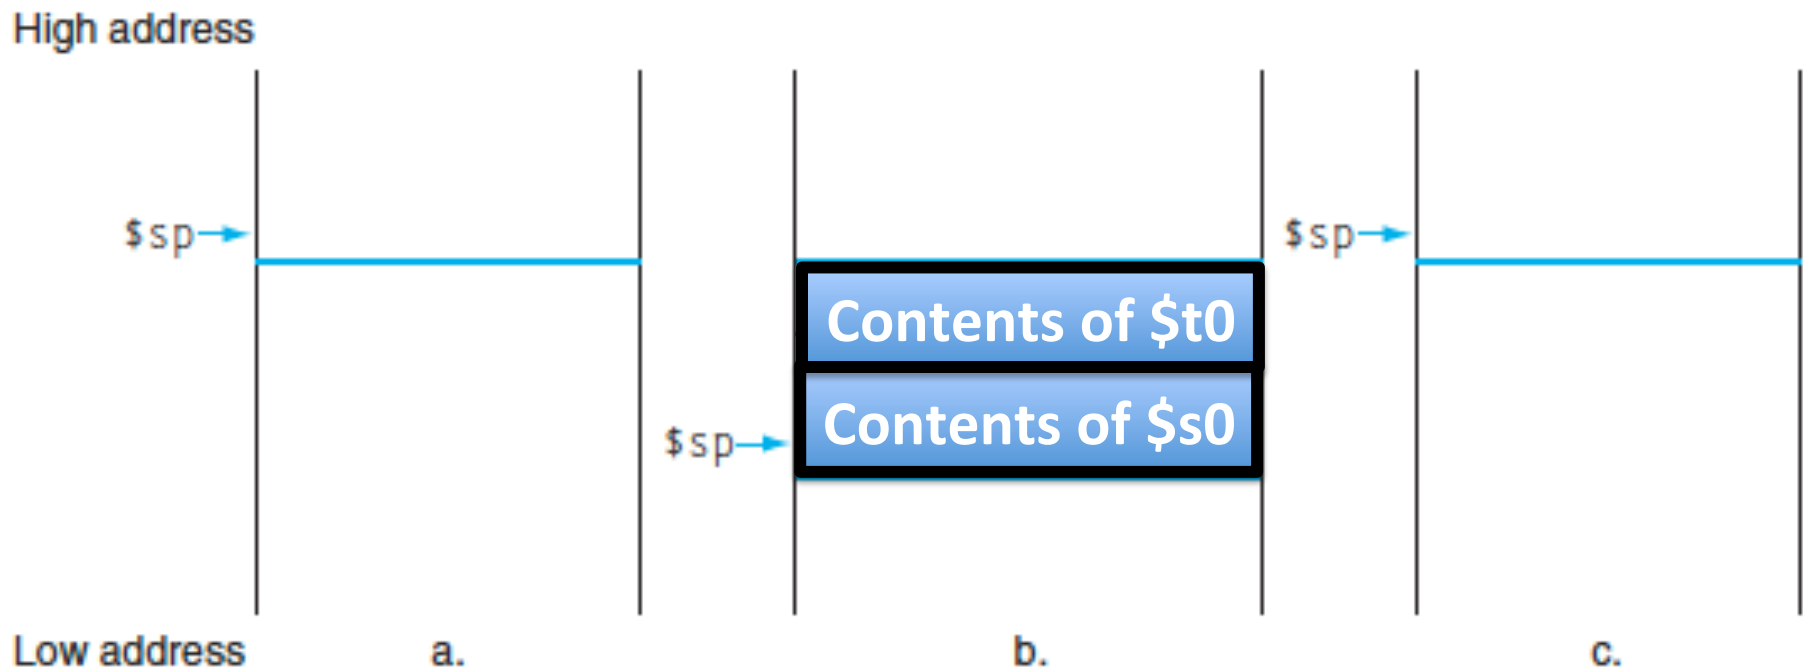 High address
$sp
$sp
Contents of $t0
Contents of $s0
$sp
Low address
a.
b.
c.